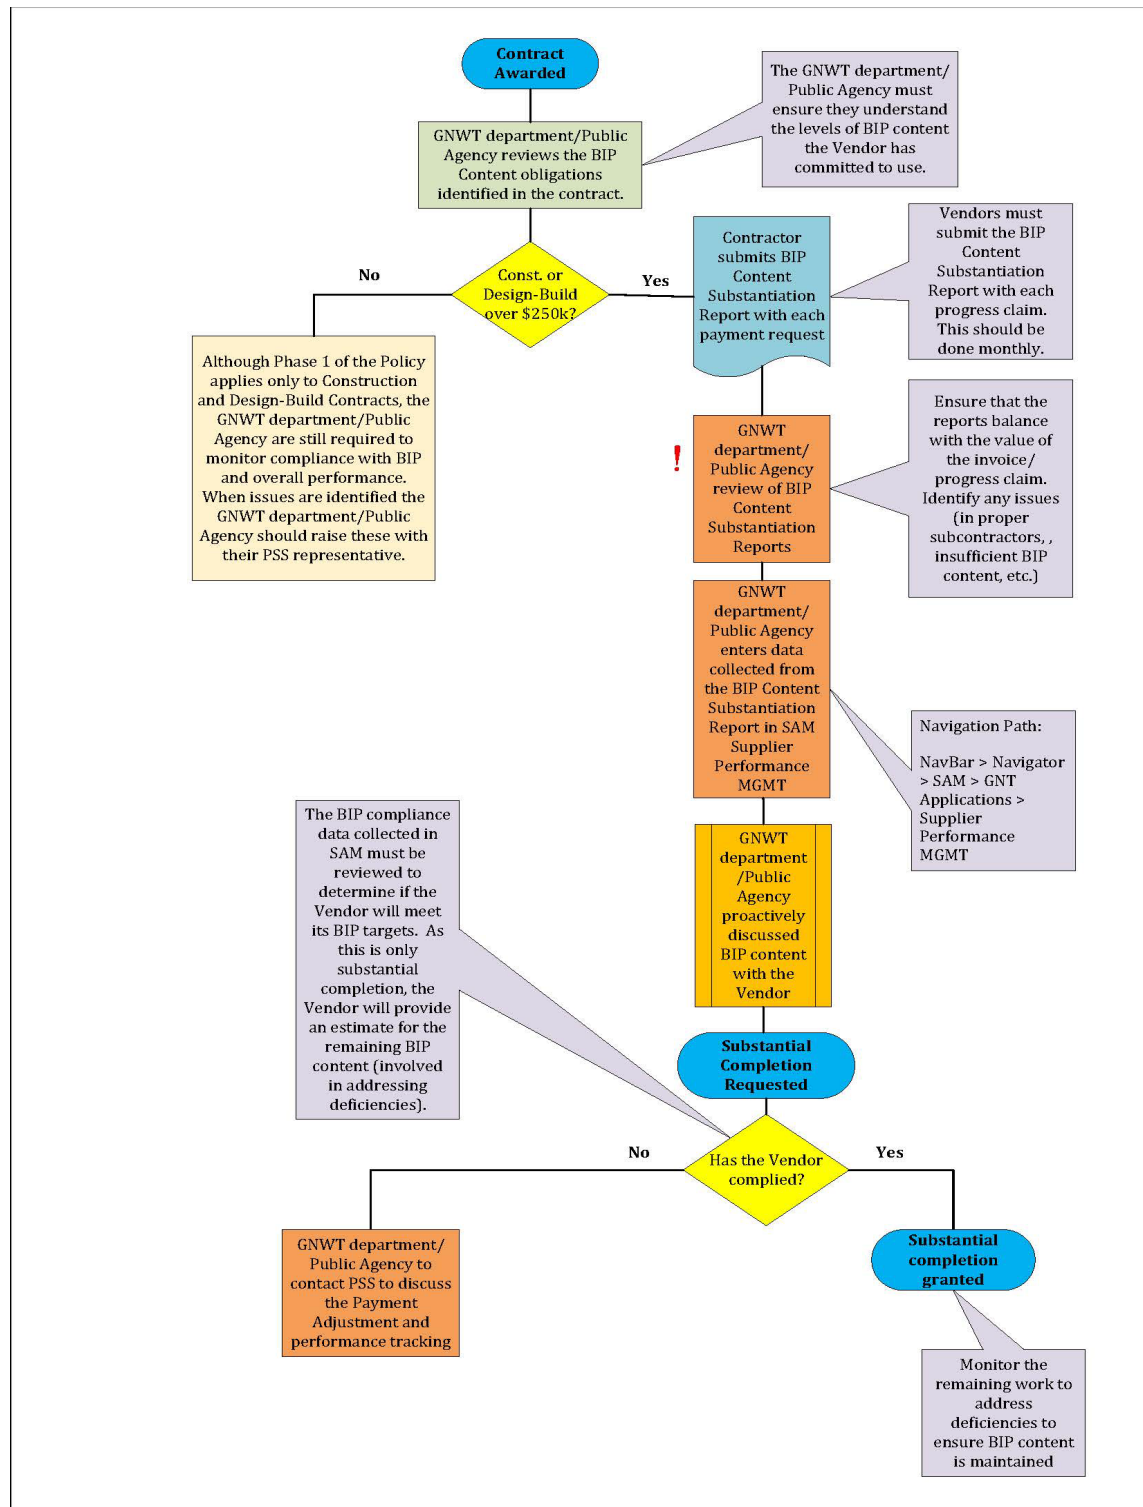 Contract
Awarded
The GNWT department/
Public Agency must
ensure they understand
the levels of BIP content
the Vendor has
committed to use.
GNWT department/Public
Agency reviews the BIP
Content obligations
identified in the contract.
Const. or
Design-Build
over $250k?
No
Yes
Contractor
submits BIP
Content
Substantiation
Report with each
payment request
Vendors must
submit the BIP
Content
Substantiation
Report with each
progress claim.
This should be
done monthly.
Although Phase 1 of the Policy
applies only to Construction
and Design-Build Contracts, the
GNWT department/Public
Agency are still required to
monitor compliance with BIP
and overall performance.
When issues are identified the
GNWT department/Public
Agency should raise these with
their PSS representative.
!
GNWT
department/
Public Agency
review of BIP
Content
Substantiation
Reports
Ensure that the
reports balance
with the value of
the invoice/
progress claim.
Identify any issues
(in proper
subcontractors, ,
insufficient BIP
content, etc.)
GNWT
department/
Public Agency
enters data
collected from
the BIP Content
Substantiation
Report in SAM
Supplier
Performance
MGMT
Navigation Path:
NavBar > Navigator
> SAM > GNT
Applications >
Supplier
Performance
MGMT
GNWT
department
/Public
Agency
proactively
discussed
BIP content
with the
Vendor
The BIP compliance
data collected in
SAM must be
reviewed to
determine if the
Vendor will meet
its BIP targets.  As
this is only
substantial
completion, the
Vendor will provide
an estimate for the
remaining BIP
content (involved
in addressing
deficiencies).
Substantial
Completion
Requested
Has the Vendor
complied?
No
Yes
GNWT department/
Public Agency to
contact PSS to discuss
the Payment
Adjustment and
performance tracking
Substantial
completion
granted
Monitor the
remaining work to
address
deficiencies to
ensure BIP content
is maintained